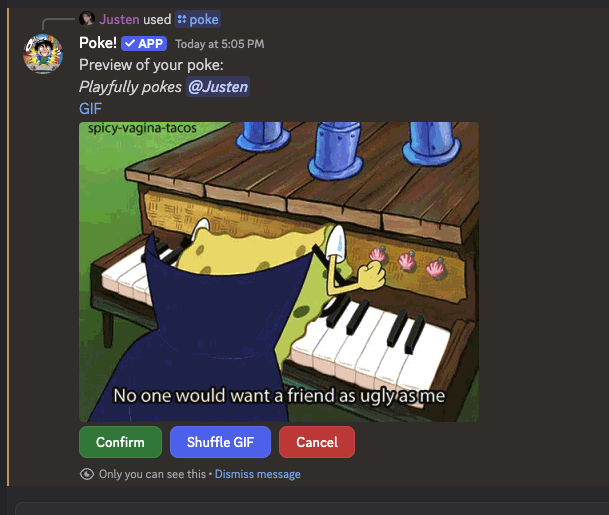 Justen used poke
Poke! ✓ APP Today at 5:05 PM
Preview of your poke:
Playfully pokes @Justen
GIF
spicy-vagina-tacos
No one would want a friend as ugly as me
Confirm Shuffle GIF Cancel
Only you can see this • Dismiss message